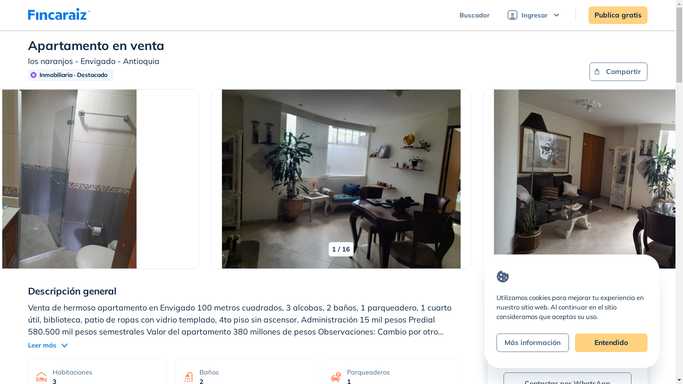 Fincaraiz
Buscador
Ingresar
Publica gratis
Apartamento en venta
los naranjos - Envigado - Antioquia
Inmobiliaria · Destacado
Compartir
1 / 16
Descripción general
Venta de hermoso apartamento en Envigado 100 metros cuadrados, 3 alcobas, 2 baños, 1 parqueadero, 1 cuarto
útil, biblioteca, patio de ropas con vidrio templado, 4to piso sin ascensor. Administración 15 mil pesos Predial
580.500 mil pesos semestrales Valor del apartamento 380 millones de pesos Observaciones: Cambio por otro...
Leer más
Habitaciones
3
Baños
2
Parqueaderos
1
Utilizamos cookies para mejorar tu experiencia en
nuestro sitio web. Al continuar en el sitio
consideramos que aceptas su uso.
Más información
Entendido
Contactar por WhatsApp